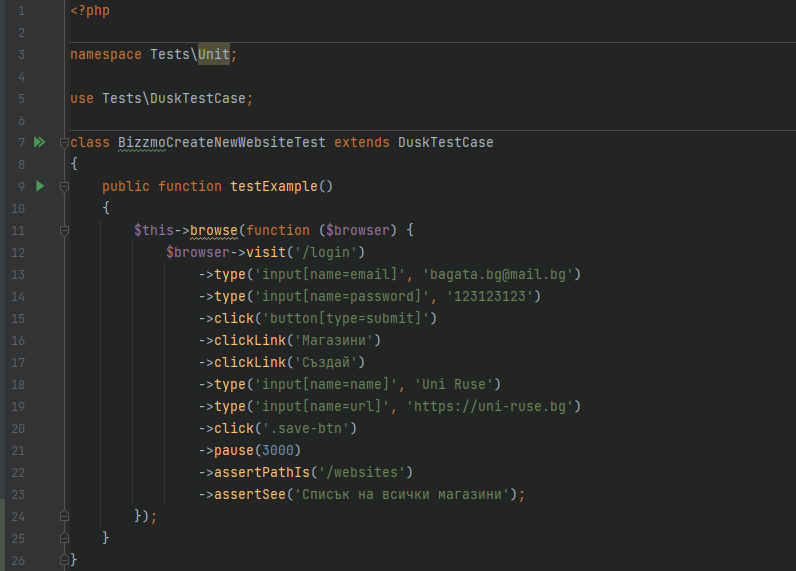 1 <?php
2
3 namespace Tests\Unit;
4
5 use Tests\DuskTestCase;
6
7 class BizzmoCreateNewWebsiteTest extends DuskTestCase
8 {
9     public function testExample()
10     {
11         $this->browse(function ($browser) {
12             $browser->visit('/login')
13                 ->type('input[name=email]', 'bagata.bg@mail.bg')
14                 ->type('input[name=password]', '123123123')
15                 ->click('button[type=submit]')
16                 ->clickLink('Магазини')
17                 ->clickLink('Създай')
18                 ->type('input[name=name]', 'Uni Ruse')
19                 ->type('input[name=url]', 'https://uni-ruse.bg')
20                 ->click('.save-btn')
21                 ->pause(3000)
22                 ->assertPathIs('/websites')
23                 ->assertSee('Списък на всички магазини');
24         });
25     }
26 }